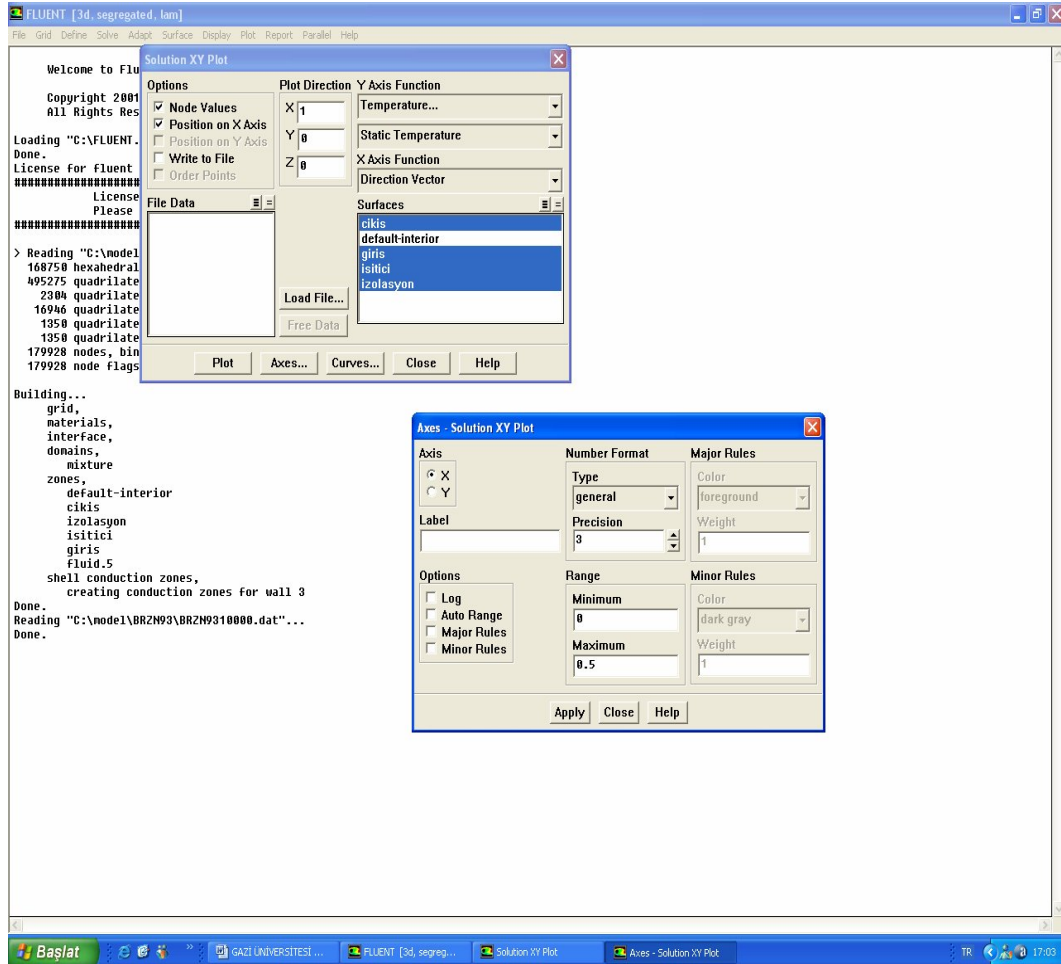 FLUENT [3d, segregated, lam]
File Grid Define Solve Adapt Surface Display Plot Report Parallel Help
Welcome to Flu
Copyright 2001
All Rights Res
Loading "C:\FLUENT.
Done.
License for fluent
######################
License
Please
######################
> Reading "C:\model
168750 hexahedral
495275 quadrilate
2304 quadrilate
16946 quadrilate
1350 quadrilate
1350 quadrilate
179928 nodes, bin
179928 node flags
Building...
grid,
materials,
interface,
domains,
mixture
zones,
default-interior
cikis
izolasyon
isitici
giris
fluid.5
shell conduction zones,
creating conduction zones for wall 3
Done.
Reading "C:\model\BRZN93\BRZN9310000.dat"...
Done.
Solution XY Plot
Options
Node Values
Position on X Axis
Position on Y Axis
Write to File
Order Points
Plot Direction
X 1
Y 0
Z 0
Y Axis Function
Temperature...
Static Temperature
X Axis Function
Direction Vector
File Data
Surfaces
cikis
default-interior
giris
isitici
izolasyon
Load File...
Free Data
Plot Axes... Curves... Close Help
Axes - Solution XY Plot
Axis
X
Y
Label
Number Format
Type
general
Precision
3
Major Rules
Color
foreground
Weight
1
Options
Log
Auto Range
Major Rules
Minor Rules
Range
Minimum
0
Maximum
0.5
Minor Rules
Color
dark gray
Weight
1
Apply Close Help
Başlat GAZİ ÜNİVERSİTESİ ... FLUENT [3d, segreg... Solution XY Plot Axes - Solution XY Plot TR 17:03